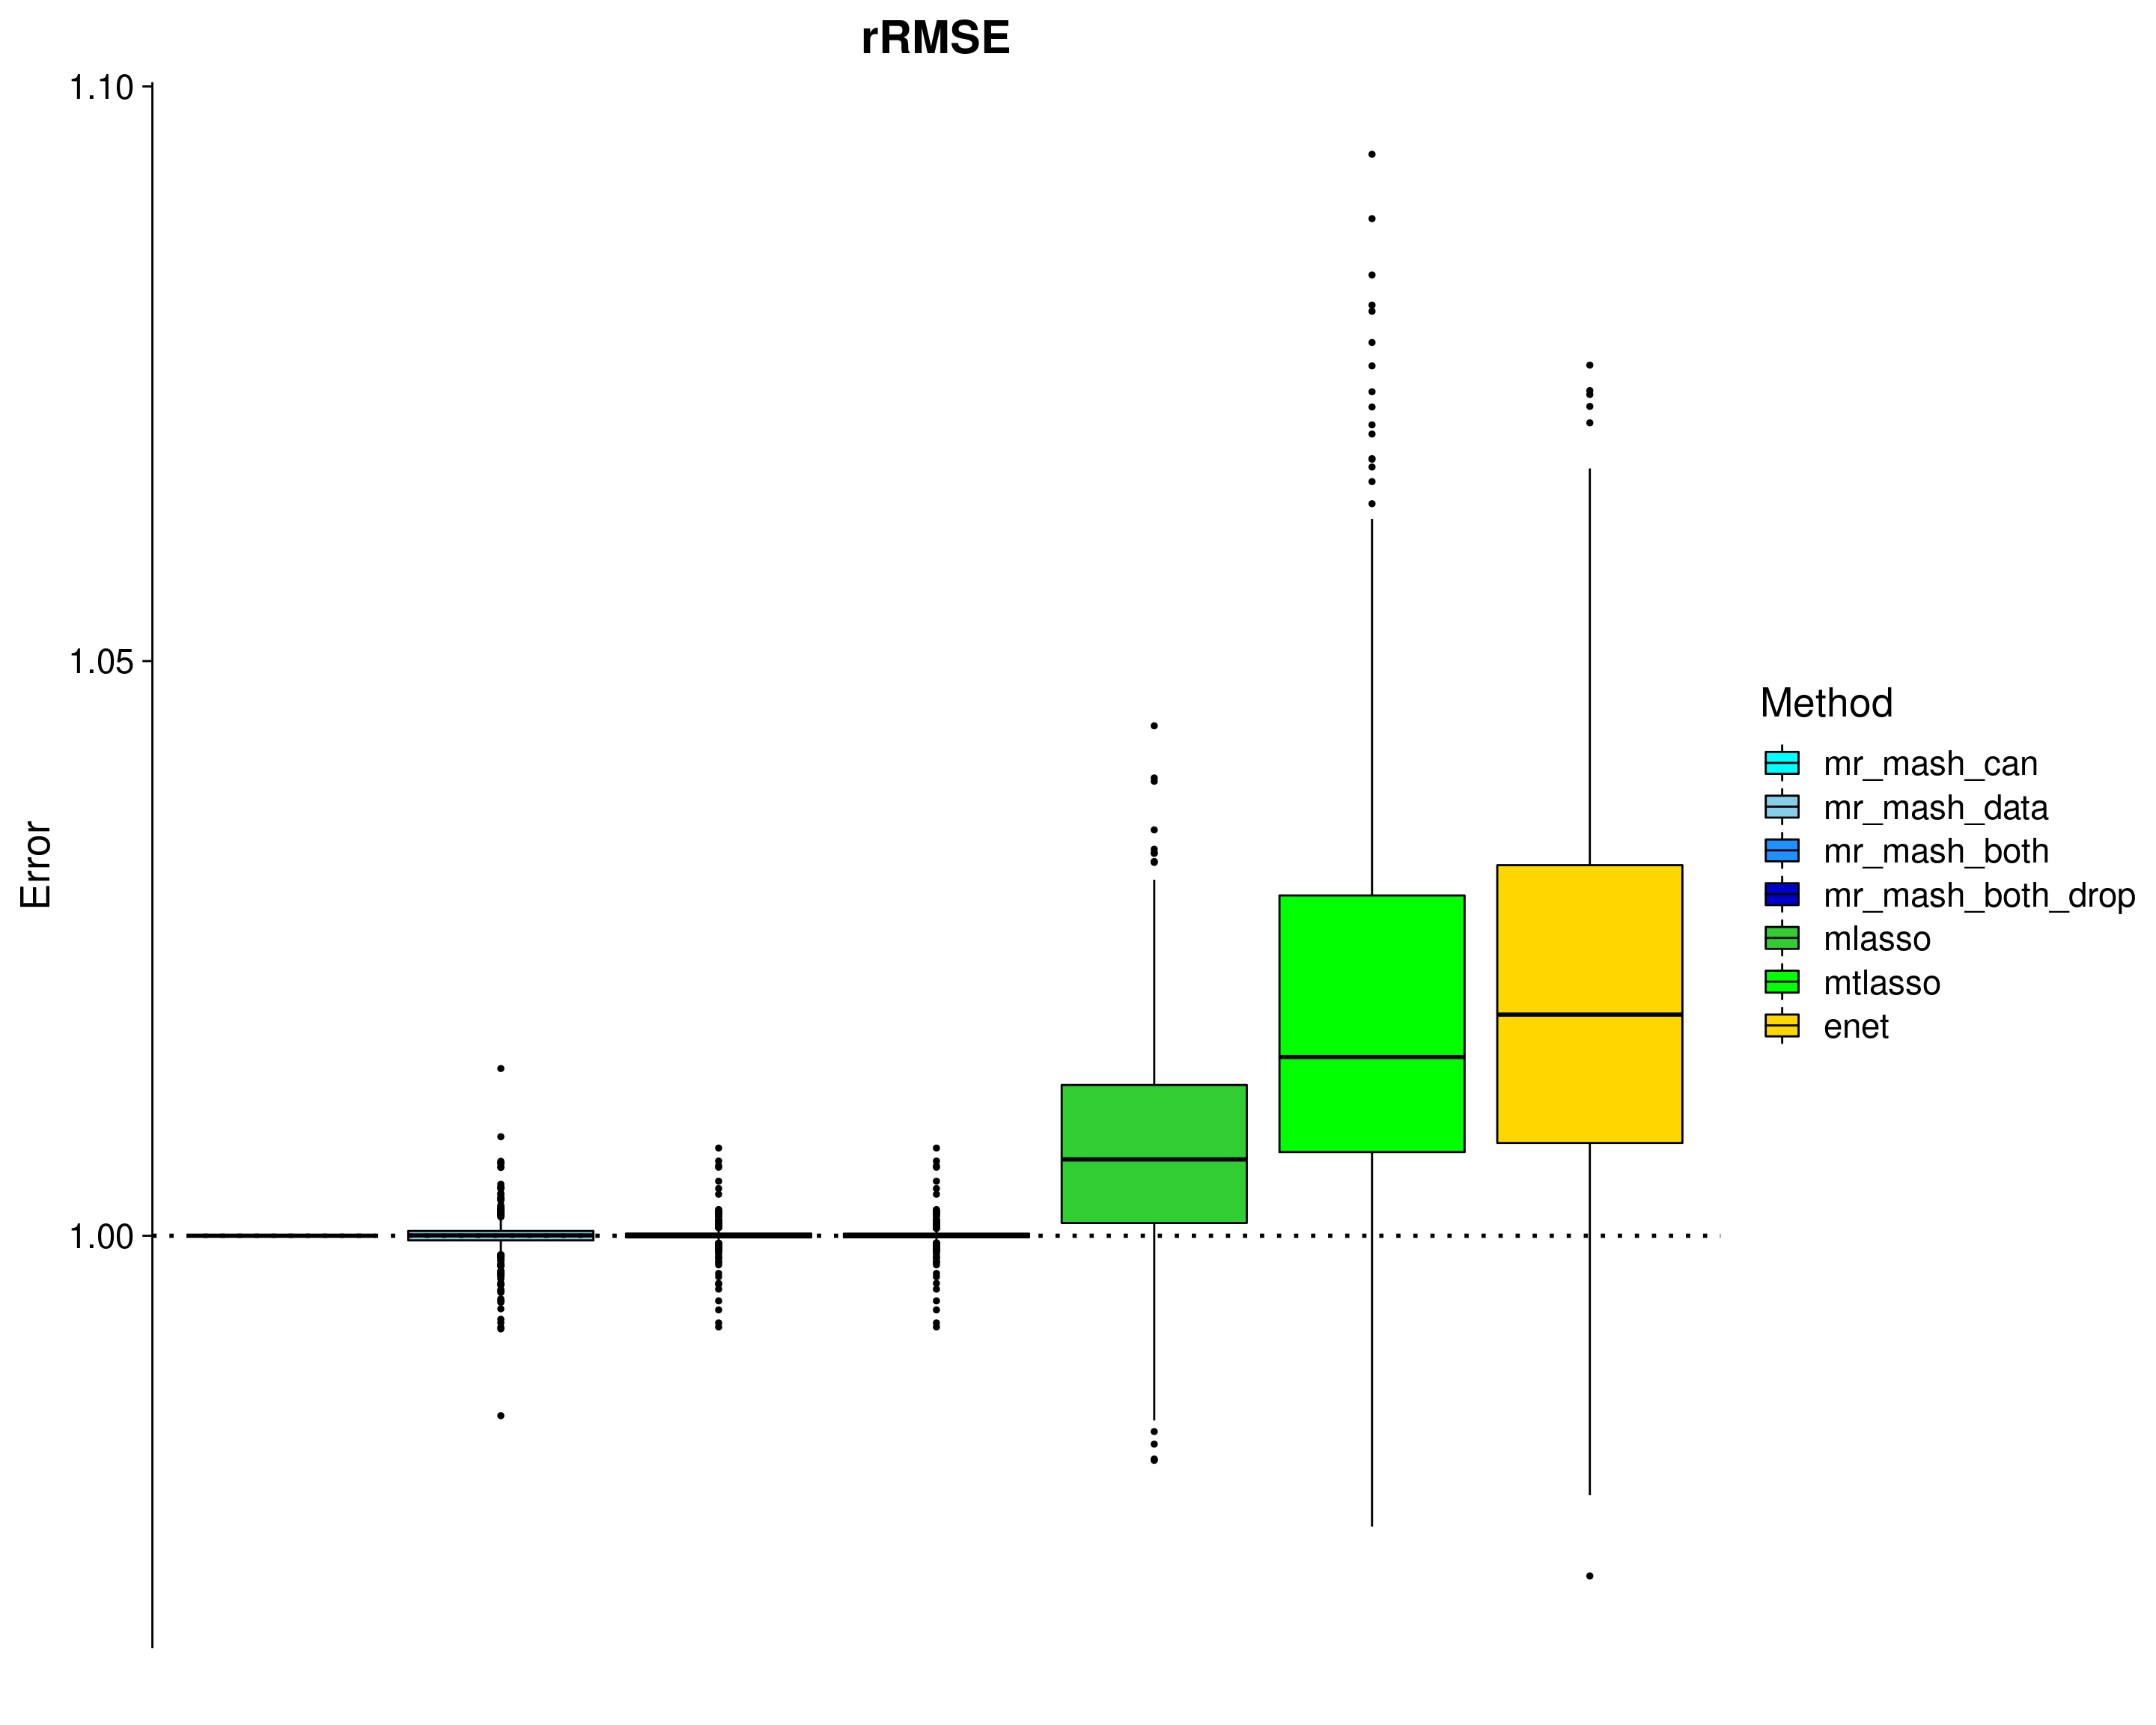 rRMSE
1.10
1.05
1.00
Error
Method
mr_mash_can
mr_mash_data
mr_mash_both
mr_mash_both_drop
mlasso
mtlasso
enet